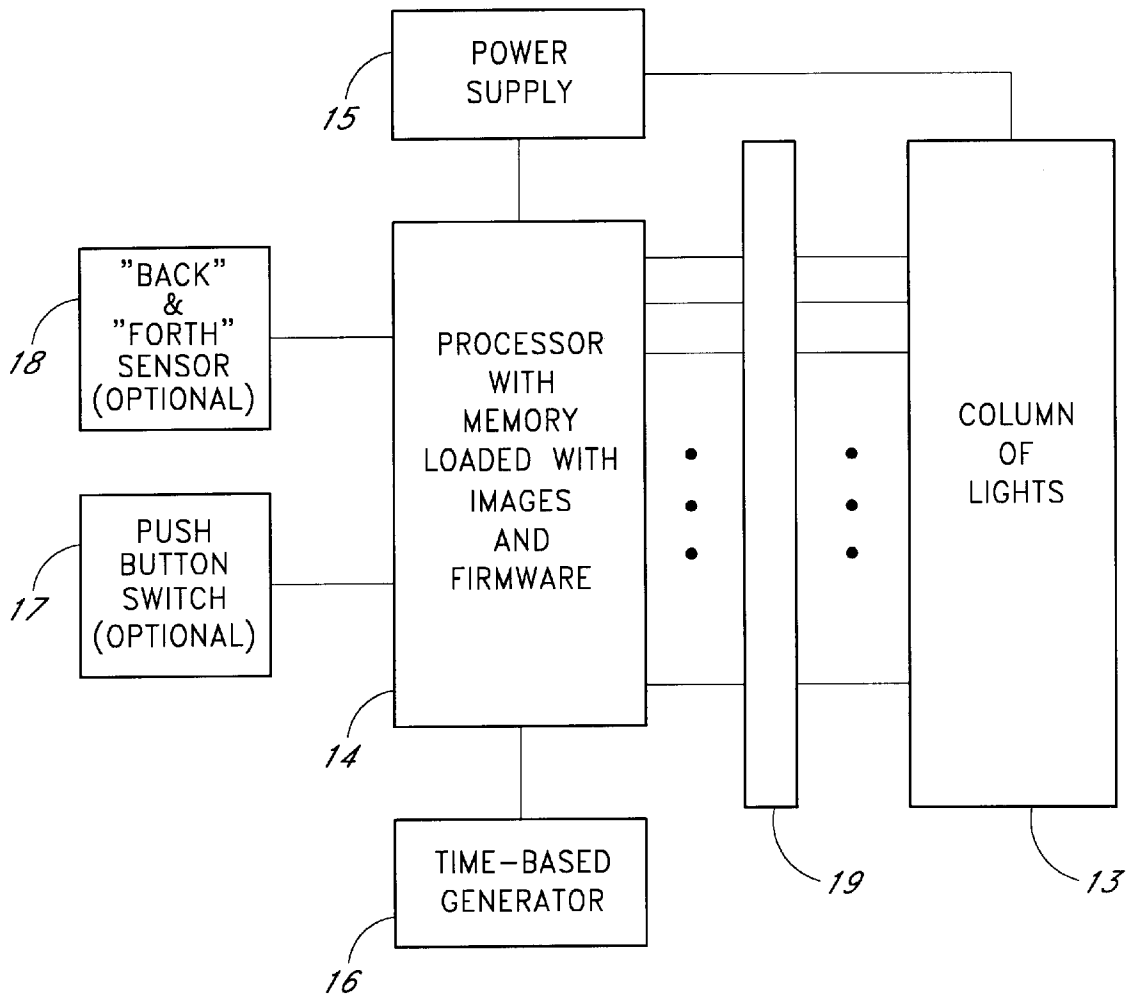 POWER
SUPPLY
15
"BACK"
&
"FORTH"
SENSOR
(OPTIONAL)
18
PROCESSOR
WITH
MEMORY
LOADED WITH
IMAGES
AND
FIRMWARE
COLUMN
OF
LIGHTS
PUSH
BUTTON
SWITCH
(OPTIONAL)
17
14
TIME-BASED
GENERATOR
16
19
13